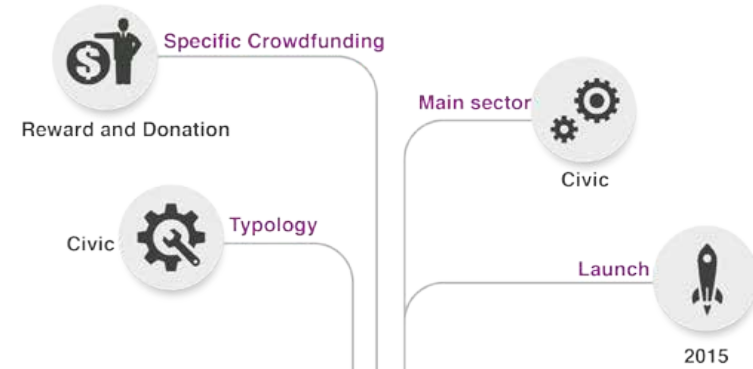 Specific Crowdfunding
Reward and Donation
Main sector
Civic
Civic
Typology
Launch
2015